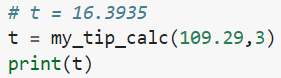 # t = 16.3935
t = my_tip_calc(109.29,3)
print(t)